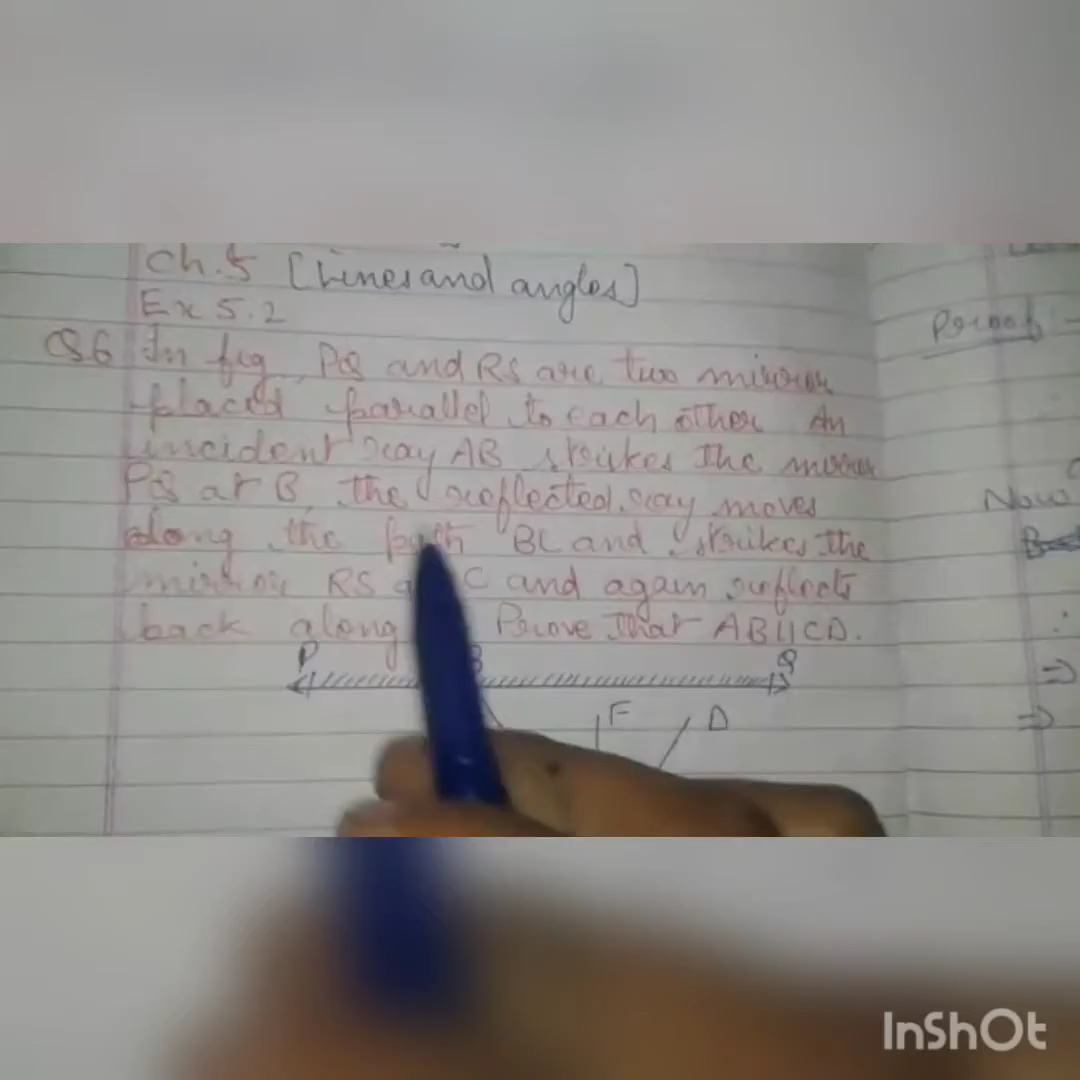 Ch.5 [Lines and angles]
Ex 5.2
Q6 In fig PQ and RS are two mirror
placed parallel to each other An
incident ray AB strikes The mirror
PQ at B, the reflected ray moves
along the path BC and strikes the
mirror RS C and again reflects
back along Prove that AB||CD.
P B Q
F D
Proof:-
Now
∴
⇒
⇒
InShOt